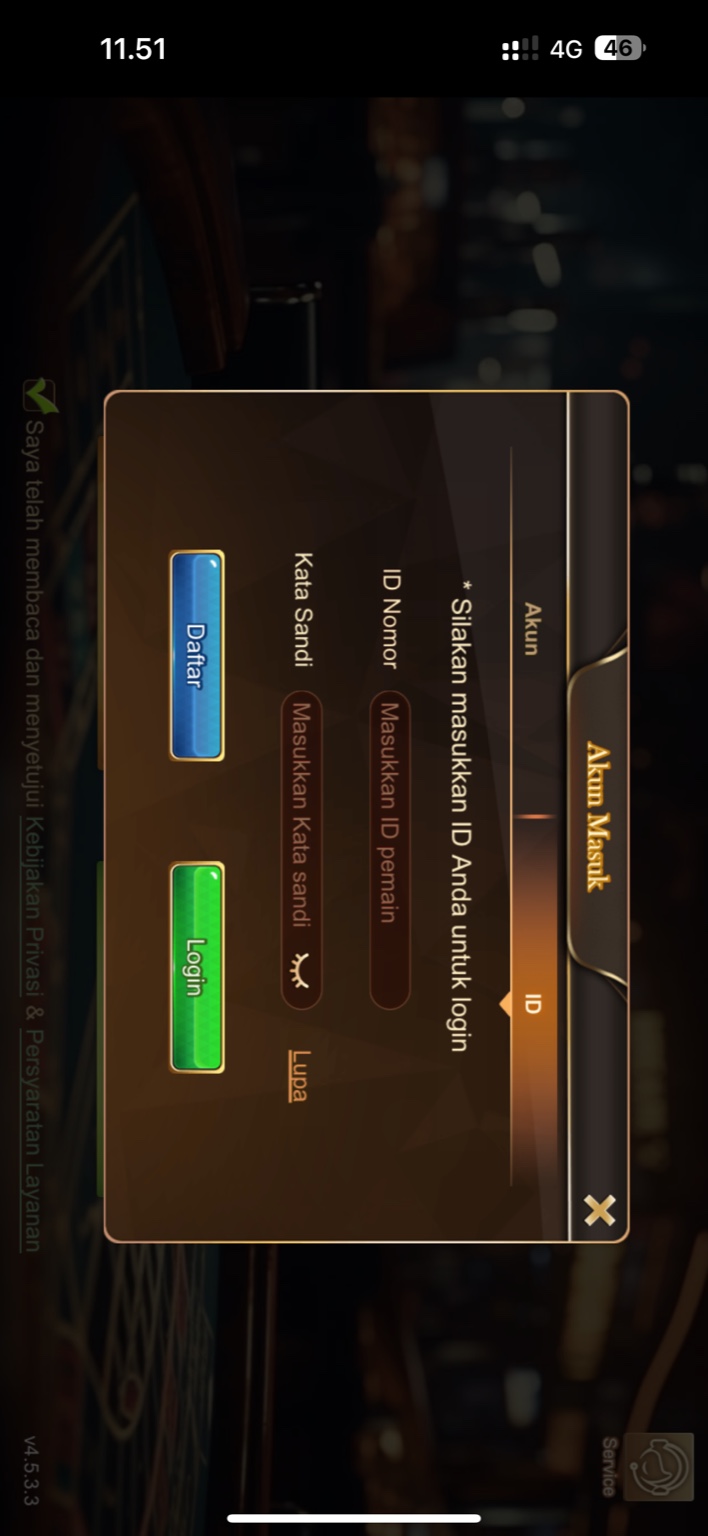 11.51
4G
46
Akun Masuk
Akun
ID
* Silakan masukkan ID Anda untuk login
ID Nomor
Masukkan ID pemain
Kata Sandi
Masukkan Kata sandi
Lupa
Daftar
Login
Saya telah membaca dan menyetujui Kebijakan Privasi & Persyaratan Layanan
Service
v4.5.3.3